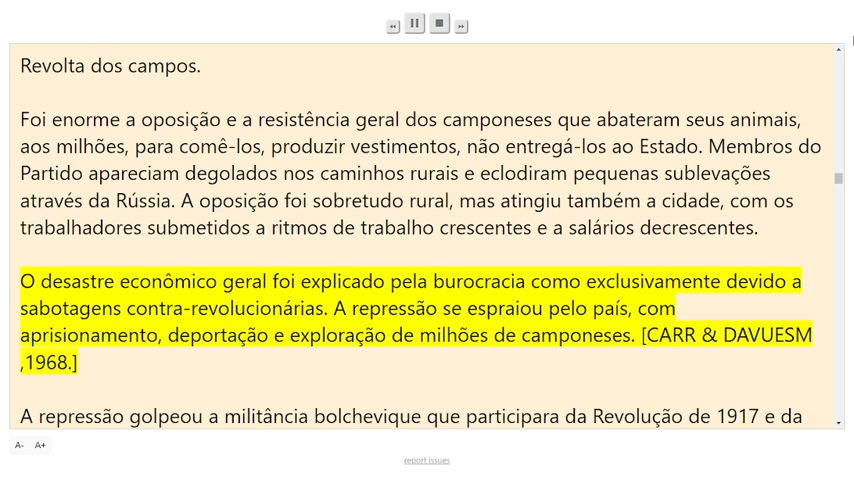 Revolta dos campos.
Foi enorme a oposição e a resistência geral dos camponeses que abateram seus animais,
aos milhões, para comê-los, produzir vestimentos, não entregá-los ao Estado. Membros do
Partido apareciam degolados nos caminhos rurais e eclodiram pequenas sublevações
através da Rússia. A oposição foi sobretudo rural, mas atingiu também a cidade, com os
trabalhadores submetidos a ritmos de trabalho crescentes e a salários decrescentes.
O desastre econômico geral foi explicado pela burocracia como exclusivamente devido a
sabotagens contra-revolucionárias. A repressão se espraiou pelo país, com
aprisionamento, deportação e exploração de milhões de camponeses. [CARR & DAVUESM
,1968.]
A repressão golpeou a militância bolchevique que participara da Revolução de 1917 e da
A- A+
report issues